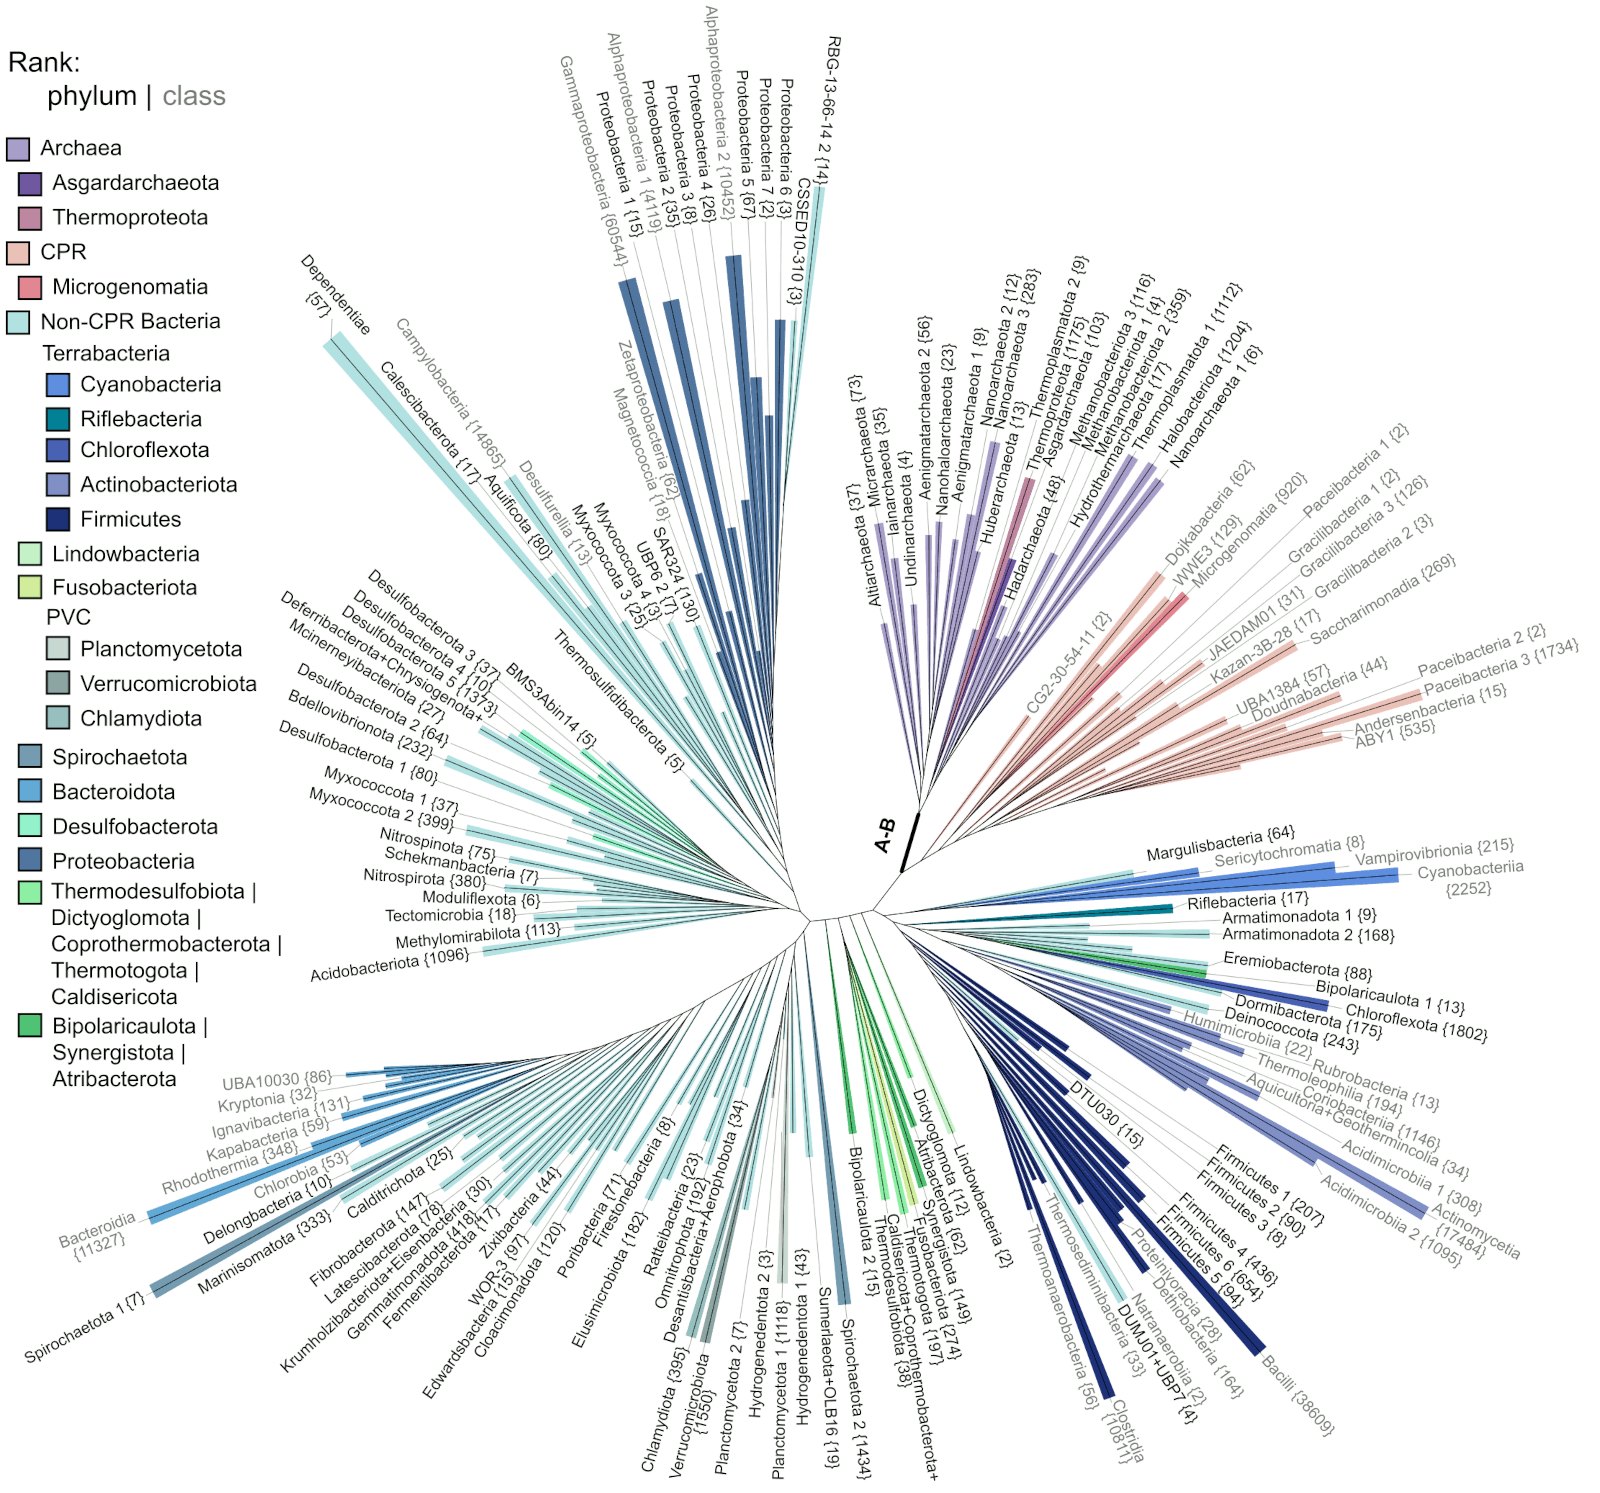 Rank:
phylum | class
Archaea
Asgardarchaeota
Thermoproteota
CPR
Microgenomatia
Non-CPR Bacteria
Terrabacteria
Cyanobacteria
Riflebacteria
Chloroflexota
Actinobacteriota
Firmicutes
Lindowbacteria
Fusobacteriota
PVC
Planctomycetota
Verrucomicrobiota
Chlamydiota
Spirochaetota
Bacteroidota
Desulfobacterota
Proteobacteria
Thermodesulfobiota |
Dictyoglomota |
Coprothermobacterota |
Thermotogota |
Caldisericota
Bipolaricaulota |
Synergistota |
Atribacterota
UBA10030 {86}
Kryptonia {32}
Ignavibacteria {131}
Kapabacteria {59}
Rhodothermia {348}
Chlorobia {53}
Bacteroidia
{11327}
Delongbacteria {10}
Spirochaetota 1 {7}
Marinisomatota {333}
Calditrichota {25}
Fibrobacterota {147}
Latescibacterota {78}
Krumholzibacteriota+Eisenbacteria {30}
Gemmatimonadota {418}
Fermentibacterota {17}
Zixibacteria {44}
WOR-3 {97}
Edwardsbacteria {15}
Cloacimonadota {120}
Poribacteria {71}
Firestonebacteria {8}
Elusimicrobiota {182}
Ratteibacteria {23}
Omnitrophota {192}
Desantisbacteria+Aerophobota {34}
Chlamydiota {395}
Verrucomicrobiota
{1550}
Planctomycetota 2 {7}
Hydrogenedentota 2 {3}
Planctomycetota 1 {1118}
Hydrogenedentota 1 {43}
Sumerlaeota+OLB16 {19}
Spirochaetota 2 {1434}
Bipolaricaulota 2 {15}
Thermodesulfobiota {38}
Caldisericota+Coprothermobacterota+
Thermotogota {197}
Fusobacteriota {274}
Synergistota {149}
Atribacterota {62}
Dictyoglomota {12}
Lindowbacteria {2}
Acidobacteriota {1096}
Methylomirabilota {113}
Tectomicrobia {18}
Moduliflexota {6}
Nitrospirota {380}
Schekmanbacteria {7}
Nitrospinota {75}
Myxococcota 2 {399}
Myxococcota 1 {37}
Desulfobacterota 1 {80}
Bdellovibrionota {232}
Desulfobacterota 2 {64}
Mcinerneyibacteriota {27}
Deferribacterota+Chrysiogenota+
Desulfobacterota 5 {1373}
Desulfobacterota 4 {10}
Desulfobacterota 3 {37}
BMS3Abin14 {5}
Thermosulfidibacterota {5}
Dependentiae
{57}
Calescibacterota {17}
Campylobacteria {14865}
Aquificota {80}
Desulfurellia {13}
Myxococcota 3 {25}
Myxococcota 4 {3}
UBP6 2 {7}
SAR324 {130}
Magnetococcia {18}
Zetaproteobacteria {62}
Gammaproteobacteria {60544}
Proteobacteria 1 {15}
Alphaproteobacteria 1 {4119}
Proteobacteria 2 {35}
Proteobacteria 3 {8}
Proteobacteria 4 {26}
Alphaproteobacteria 2 {10452}
Proteobacteria 5 {67}
Proteobacteria 7 {2}
Proteobacteria 6 {3}
CSSED10-310 {3}
RBG-13-66-14 2 {14}
A-B
Altiarchaeota {37}
Micrarchaeota {73}
Iainarchaeota {35}
Undinarchaeota {4}
Aenigmatarchaeota 2 {56}
Nanohaloarchaeota {23}
Aenigmatarchaeota 1 {9}
Nanoarchaeota 2 {12}
Nanoarchaeota 3 {283}
Huberarchaeota {13}
Thermoplasmatota 2 {9}
Thermoproteota {1175}
Asgardarchaeota {103}
Hadarchaeota {48}
Methanobacteriota 3 {116}
Methanobacteriota 1 {4}
Methanobacteriota 2 {359}
Hydrothermarchaeota {17}
Thermoplasmatota 1 {1112}
Halobacteriota {1204}
Nanoarchaeota 1 {6}
CG2-30-54-11 {2}
Dojkabacteria {62}
WWE3 {129}
Microgenomatia {920}
Paceibacteria 1 {2}
Gracilibacteria 1 {2}
Gracilibacteria 3 {126}
Gracilibacteria 2 {3}
JAEDAM01 {31}
Kazan-3B-28 {17}
Saccharimonadia {269}
UBA1384 {57}
Doudnabacteria {44}
Paceibacteria 2 {2}
Paceibacteria 3 {1734}
Andersenbacteria {15}
ABY1 {535}
Margulisbacteria {64}
Sericytochromatia {8}
Vampirovibrionia {215}
Cyanobacteriia
{2252}
Riflebacteria {17}
Armatimonadota 1 {9}
Armatimonadota 2 {168}
Eremiobacterota {88}
Bipolaricaulota 1 {13}
Chloroflexota {1802}
Dormibacterota {175}
Deinococcota {243}
Humimicrobiia {22}
Rubrobacteria {13}
Thermoleophilia {194}
Coriobacteriia {1146}
Aquicultoria+Geothermincolia {34}
Acidimicrobiia 1 {308}
Actinomycetia
{17484}
Acidimicrobiia 2 {1095}
DTU030 {15}
Firmicutes 1 {207}
Firmicutes 2 {90}
Firmicutes 3 {8}
Firmicutes 4 {436}
Firmicutes 6 {654}
Firmicutes 5 {94}
Bacilli {38609}
Proteinivoracia {28}
Dethiobacteria {164}
Natranaerobiia {2}
DUMJ01+UBP7 {4}
Thermosediminibacteria {33}
Clostridia
{10811}
Thermoanaerobacteria {56}